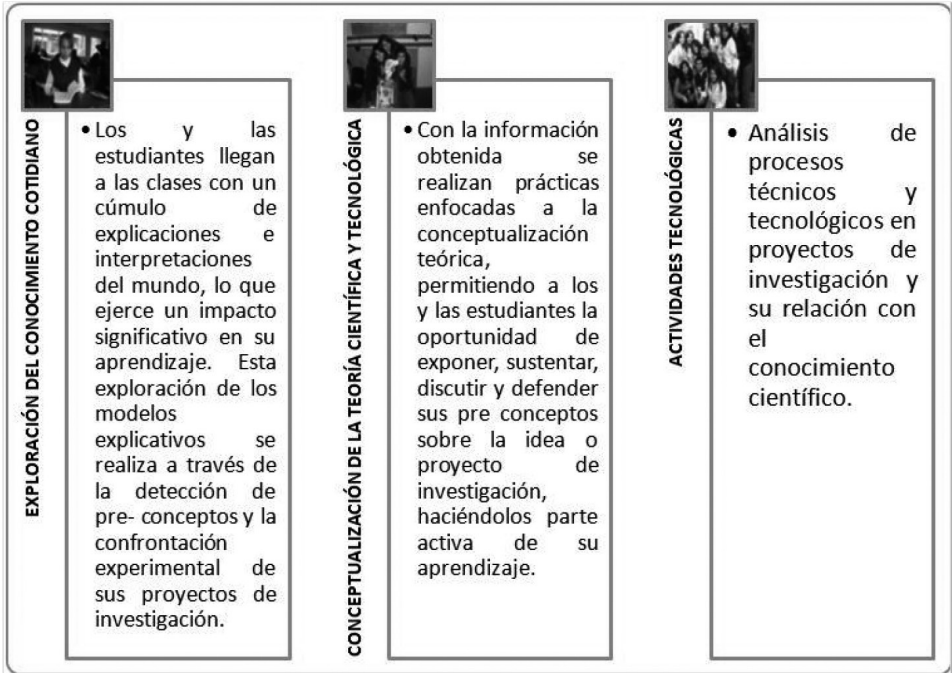 EXPLORACIÓN DEL CONOCIMIENTO COTIDIANO
• Los y las
estudiantes llegan
a las clases con un
cúmulo de
explicaciones e
interpretaciones
del mundo, lo que
ejerce un impacto
significativo en su
aprendizaje. Esta
exploración de los
modelos
explicativos se
realiza a través de
la detección de
pre- conceptos y la
confrontación
experimental de
sus proyectos de
investigación.
CONCEPTUALIZACIÓN DE LA TEORÍA CIENTÍFICA Y TECNOLÓGICA
• Con la información
obtenida se
realizan prácticas
enfocadas a la
conceptualización
teórica,
permitiendo a los
y las estudiantes la
oportunidad de
exponer, sustentar,
discutir y defender
sus pre conceptos
sobre la idea o
proyecto de
investigación,
haciéndolos parte
activa de su
aprendizaje.
ACTIVIDADES TECNOLÓGICAS
• Análisis de
procesos
técnicos y
tecnológicos en
proyectos de
investigación y
su relación con
el
conocimiento
científico.